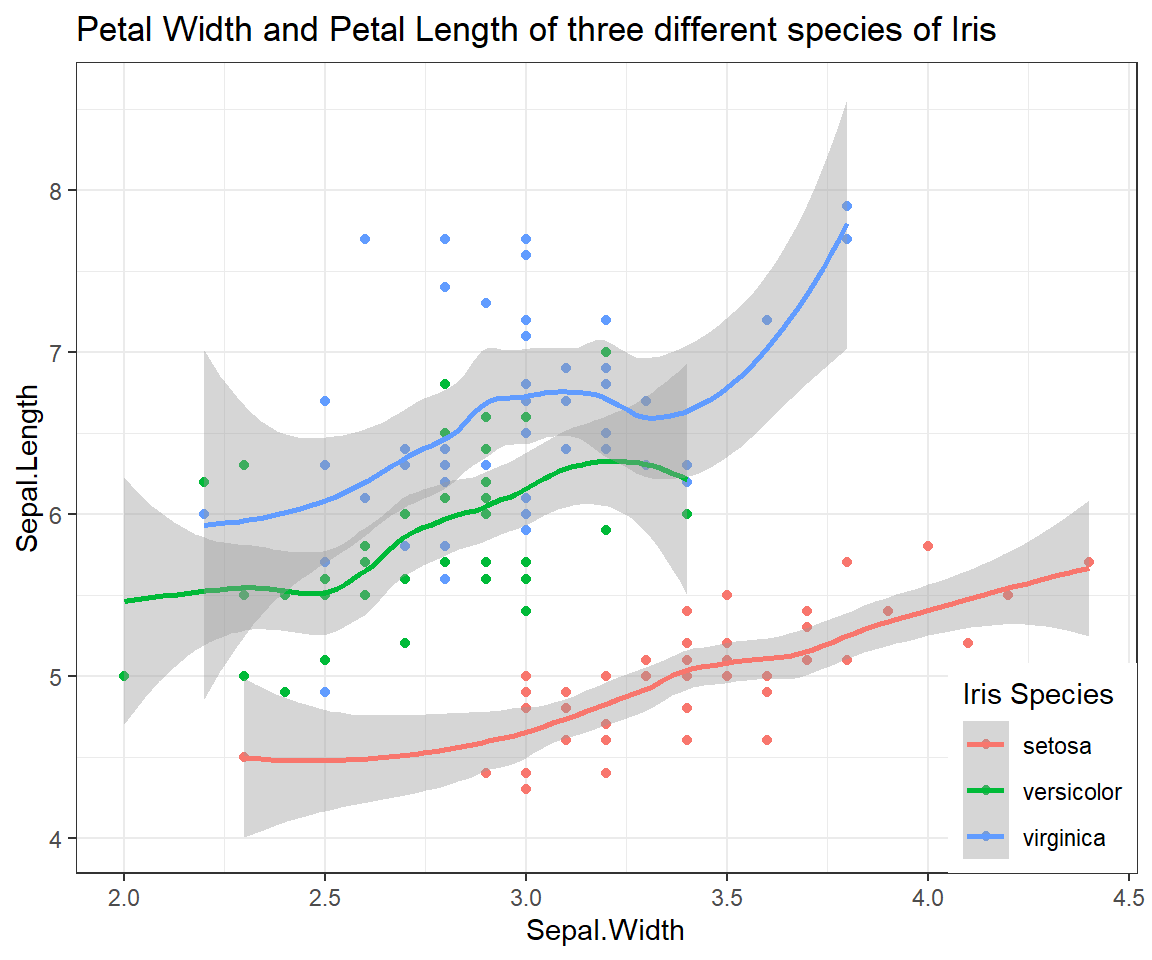 Petal Width and Petal Length of three different species of Iris
8
7
6
5
4
Sepal.Length
2.0 2.5 3.0 3.5 4.0 4.5
Sepal.Width
Iris Species
setosa
versicolor
virginica